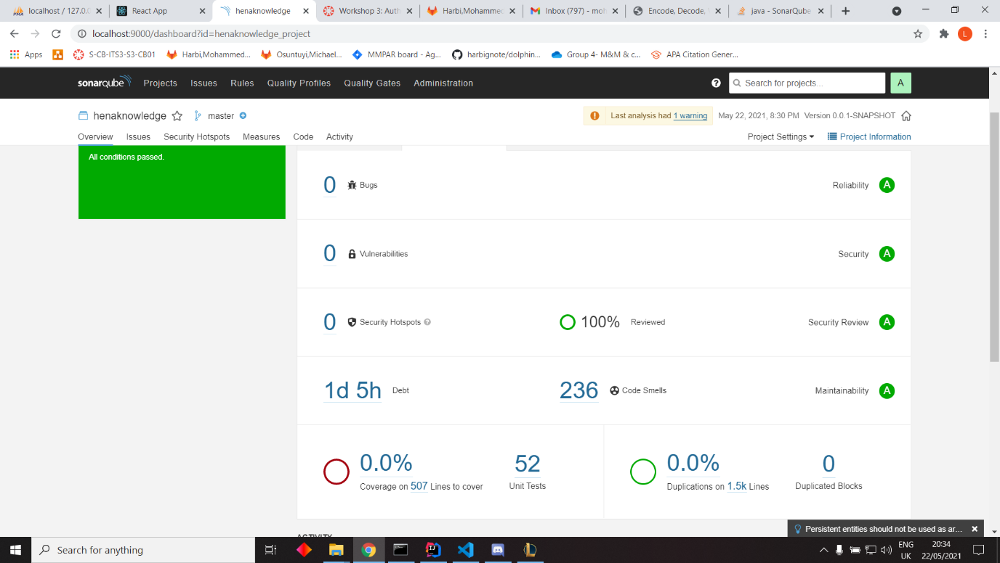 localhost / 127.0.0
React App
henaknowledge
Workshop 3: Auth
Harbi,Mohammed
Inbox (797) - moh
Encode, Decode,
java - SonarQube
localhost:9000/dashboard?id=henaknowledge_project
L
Apps
S-CB-ITS3-S3-CB01
Harbi,Mohammed...
Osuntuyi,Michael...
MMPAR board - Ag...
harbignote/dolphin...
Group 4- M&M & c...
APA Citation Gener...
sonarqube
Projects
Issues
Rules
Quality Profiles
Quality Gates
Administration
Search for projects...
A
henaknowledge
master
Last analysis had 1 warning
May 22, 2021, 8:30 PM
Version 0.0.1-SNAPSHOT
Overview
Issues
Security Hotspots
Measures
Code
Activity
Project Settings
Project Information
All conditions passed.
0
Bugs
Reliability
A
0
Vulnerabilities
Security
A
0
Security Hotspots
100%
Reviewed
Security Review
A
1d 5h
Debt
236
Code Smells
Maintainability
A
0.0%
Coverage on 507 Lines to cover
52
Unit Tests
0.0%
Duplications on 1.5k Lines
0
Duplicated Blocks
ACTIVITY
Persistent entities should not be used as ar...
Search for anything
ENG
UK
20:34
22/05/2021